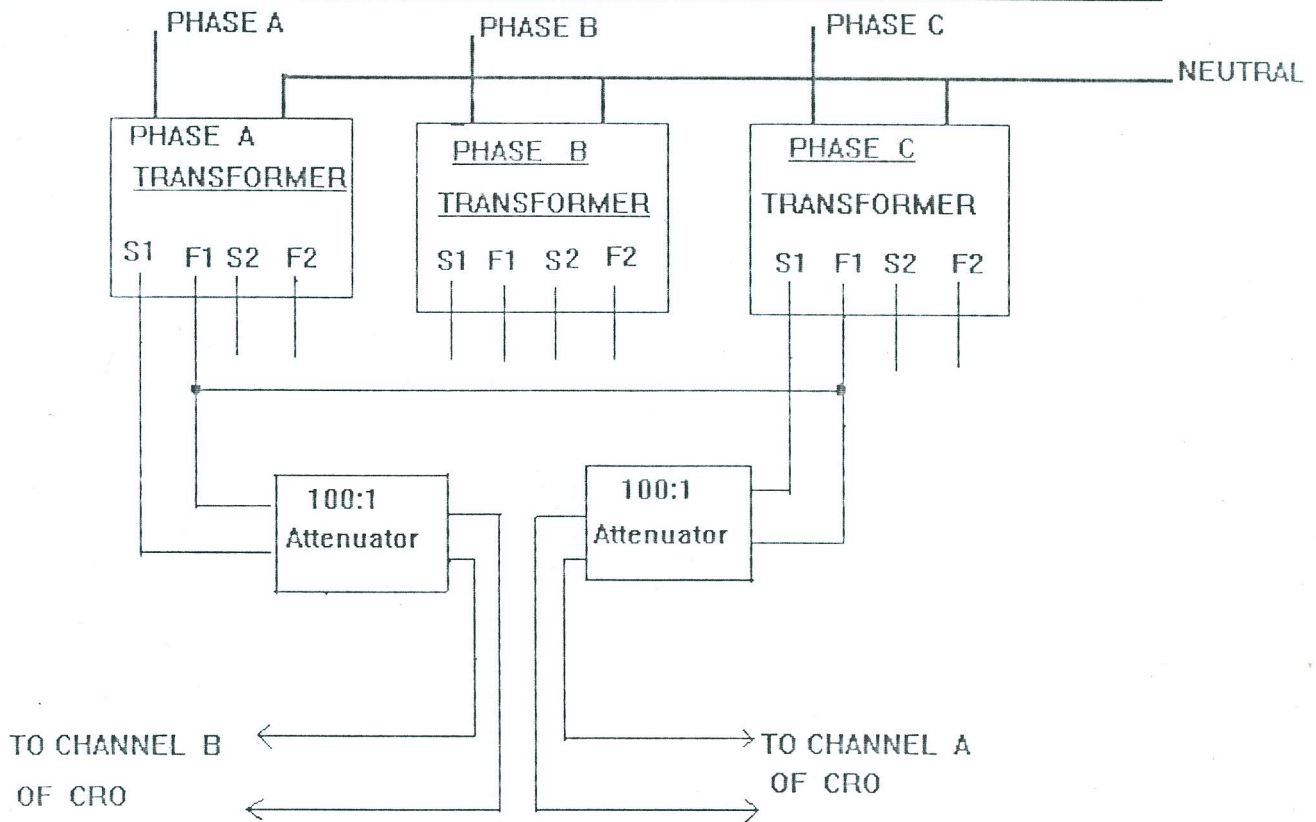 PHASE A
PHASE B
PHASE C
NEUTRAL
PHASE A
TRANSFORMER
S1 F1 S2 F2
PHASE B
TRANSFORMER
S1 F1 S2 F2
PHASE C
TRANSFORMER
S1 F1 S2 F2
100:1
Attenuator
100:1
Attenuator
TO CHANNEL B
OF CRO
TO CHANNEL A
OF CRO